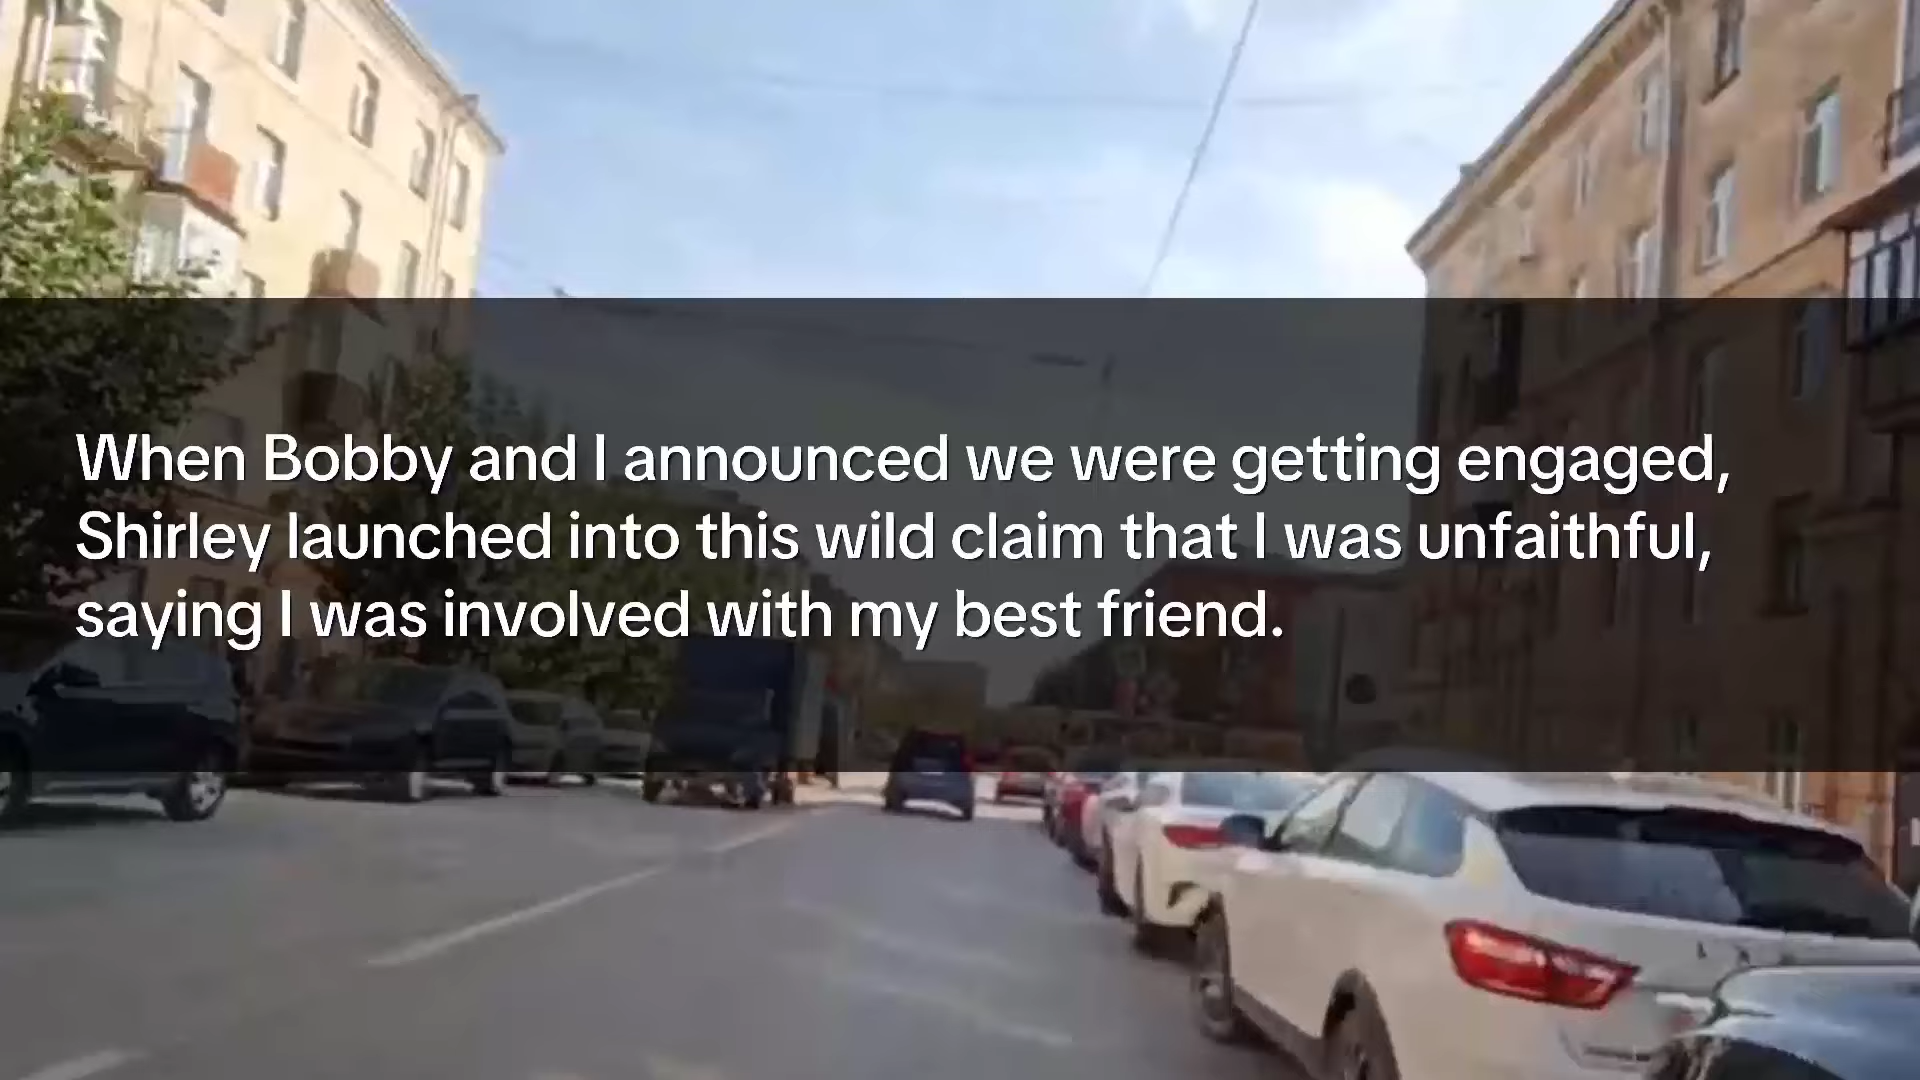 When Bobby and I announced we were getting engaged,
Shirley launched into this wild claim that I was unfaithful,
saying I was involved with my best friend.